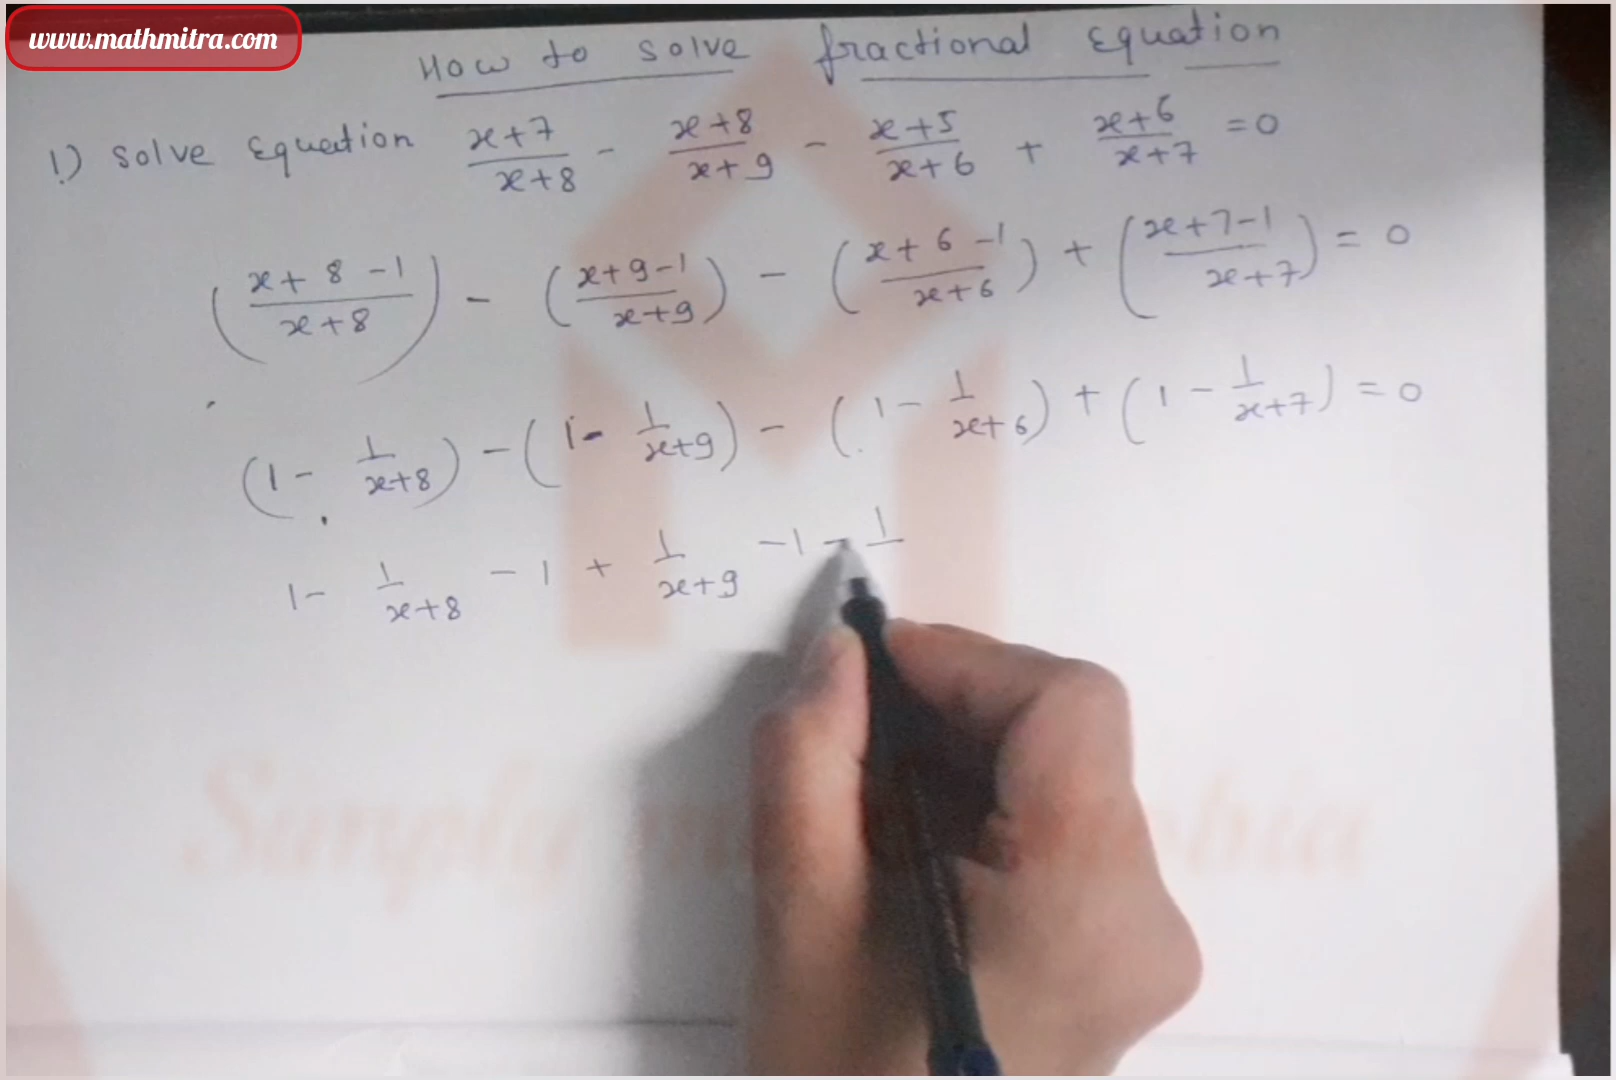 www.mathmitra.com
How to solve fractional Equation
1.) Solve Equation (x+7)/(x+8) - (x+8)/(x+9) - (x+5)/(x+6) + (x+6)/(x+7) = 0
((x+8-1)/(x+8)) - ((x+9-1)/(x+9)) - ((x+6-1)/(x+6)) + ((x+7-1)/(x+7)) = 0
(1 - 1/(x+8)) - (1 - 1/(x+9)) - (1 - 1/(x+6)) + (1 - 1/(x+7)) = 0
1 - 1/(x+8) - 1 + 1/(x+9) - 1 - 1/
Simply